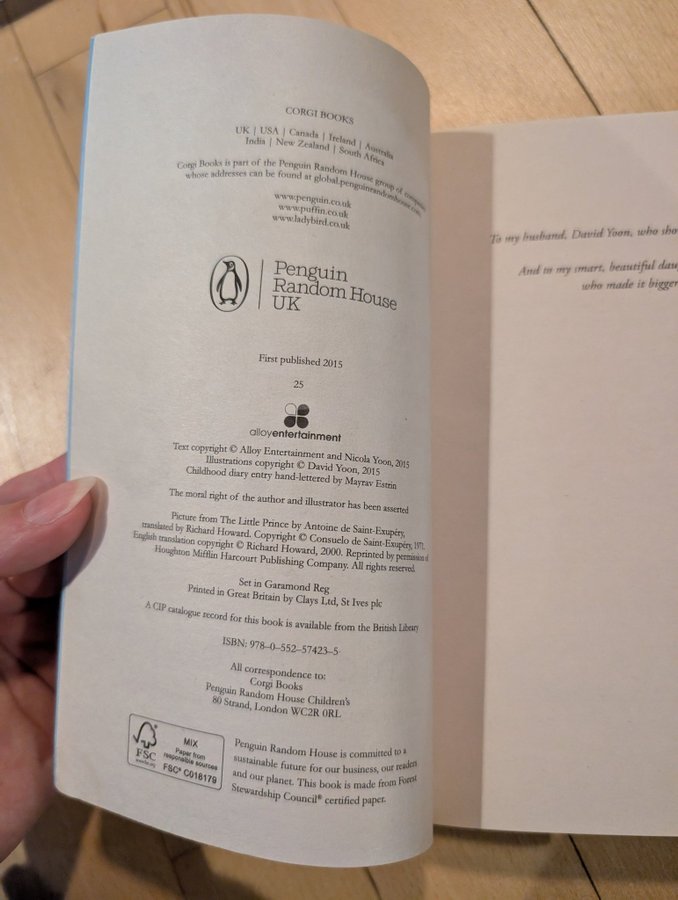 CORGI BOOKS
UK | USA | Canada | Ireland | Australia
India | New Zealand | South Africa
Corgi Books is part of the Penguin Random House group of companies
whose addresses can be found at global.penguinrandomhouse.com.
www.penguin.co.uk
www.puffin.co.uk
www.ladybird.co.uk
Penguin
Random House
UK
First published 2015
25
alloyentertainment
Text copyright © Alloy Entertainment and Nicola Yoon, 2015
Illustrations copyright © David Yoon, 2015
Childhood diary entry hand-lettered by Mayrav Estrin
The moral right of the author and illustrator has been asserted
Picture from The Little Prince by Antoine de Saint-Exupéry,
translated by Richard Howard. Copyright © Consuelo de Saint-Exupéry, 1971.
English translation copyright © Richard Howard, 2000. Reprinted by permission of
Houghton Mifflin Harcourt Publishing Company. All rights reserved.
Set in Garamond Reg
Printed in Great Britain by Clays Ltd, St Ives plc
A CIP catalogue record for this book is available from the British Library
ISBN: 978–0–552–57423–5
All correspondence to:
Corgi Books
Penguin Random House Children's
80 Strand, London WC2R 0RL
FSC
www.fsc.org
MIX
Paper from
responsible sources
FSC® C018179
Penguin Random House is committed to a
sustainable future for our business, our readers
and our planet. This book is made from Forest
Stewardship Council® certified paper.
To my husband, David Yoon, who sho
And to my smart, beautiful dau
who made it bigger